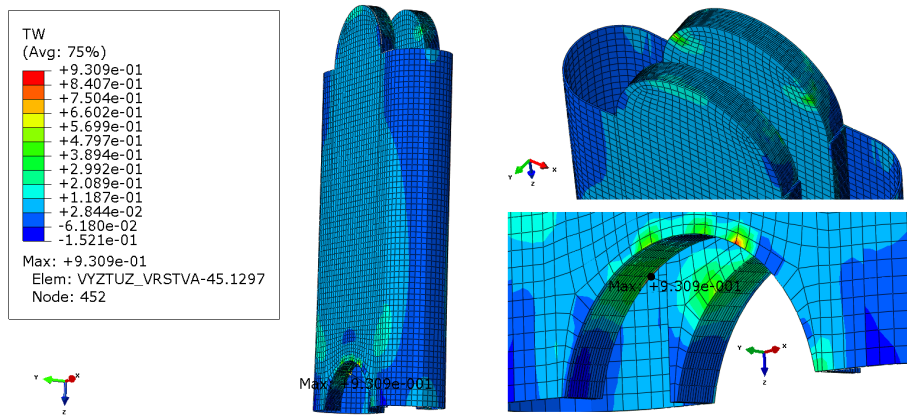 TW
(Avg: 75%)
+9.309e-01
+8.407e-01
+7.504e-01
+6.602e-01
+5.699e-01
+4.797e-01
+3.894e-01
+2.992e-01
+2.089e-01
+1.187e-01
+2.844e-02
-6.180e-02
-1.521e-01
Max: +9.309e-01
Elem: VYZTUZ_VRSTVA-45.1297
Node: 452
Y
X
Z
Max: +9.309e-001
Y
X
Z
Max: +9.309e-001
Y
X
Z